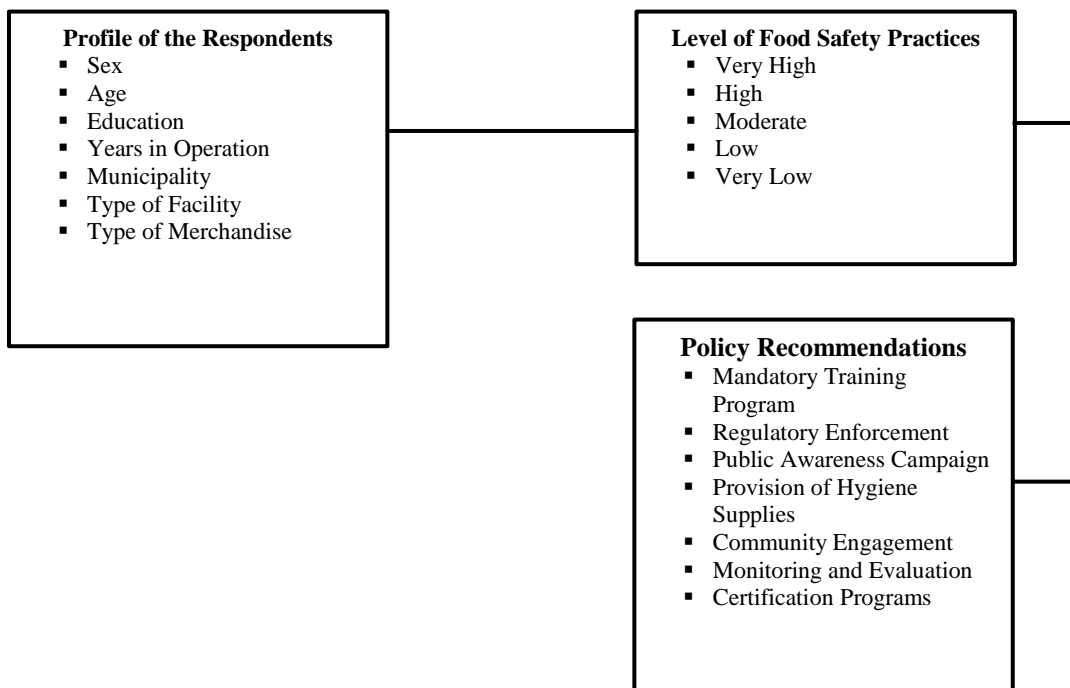 Profile of the Respondents
▪ Sex
▪ Age
▪ Education
▪ Years in Operation
▪ Municipality
▪ Type of Facility
▪ Type of Merchandise
Level of Food Safety Practices
▪ Very High
▪ High
▪ Moderate
▪ Low
▪ Very Low
Policy Recommendations
▪ Mandatory Training
Program
▪ Regulatory Enforcement
▪ Public Awareness Campaign
▪ Provision of Hygiene
Supplies
▪ Community Engagement
▪ Monitoring and Evaluation
▪ Certification Programs